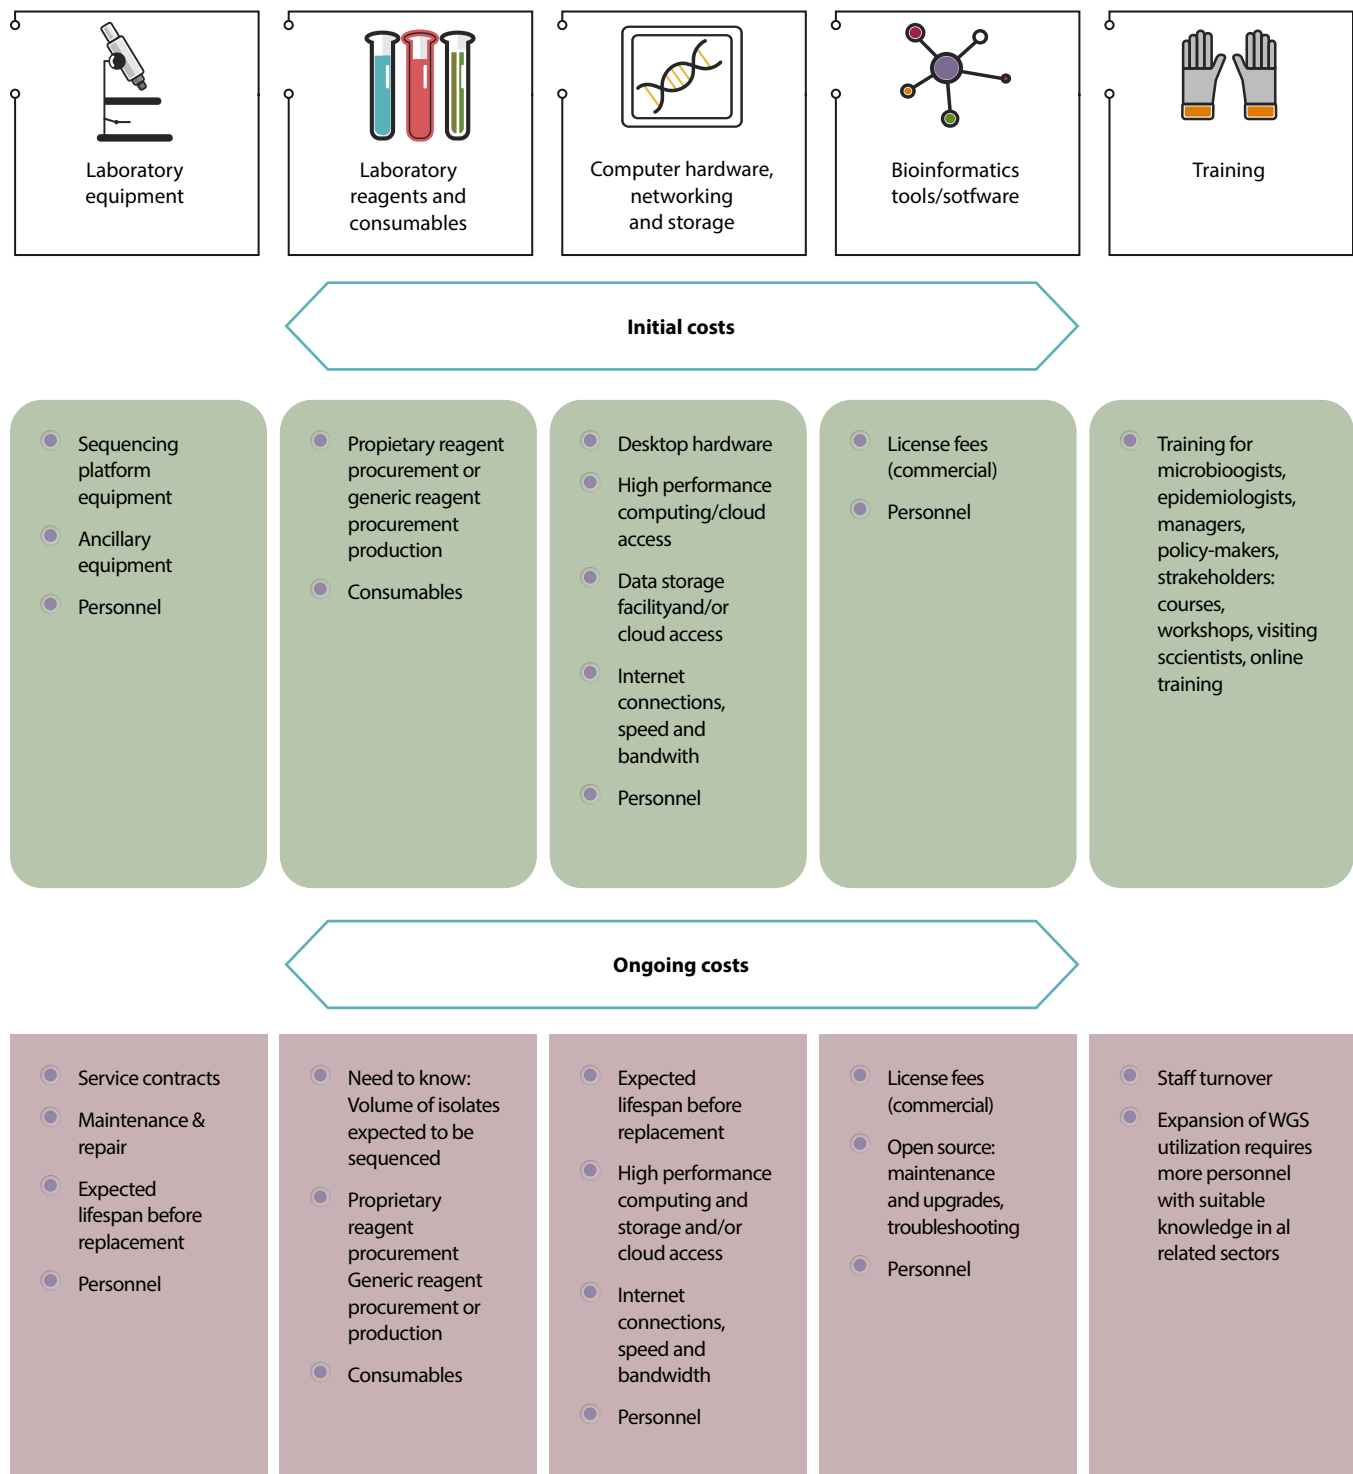 Laboratory
equipment
Laboratory
reagents and
consumables
Computer hardware,
networking
and storage
Bioinformatics
tools/sotfware
Training
Initial costs
Sequencing
platform
equipment
Ancillary
equipment
Personnel
Propietary reagent
procurement or
generic reagent
procurement
production
Consumables
Desktop hardware
High performance
computing/cloud
access
Data storage
facilityand/or
cloud access
Internet
connections,
speed and
bandwith
Personnel
License fees
(commercial)
Personnel
Training for
microbioogists,
epidemiologists,
managers,
policy-makers,
strakeholders:
courses,
workshops, visiting
sccientists, online
training
Ongoing costs
Service contracts
Maintenance &
repair
Expected
lifespan before
replacement
Personnel
Need to know:
Volume of isolates
expected to be
sequenced
Proprietary
reagent
procurement
Generic reagent
procurement or
production
Consumables
Expected
lifespan before
replacement
High performance
computing and
storage and/or
cloud access
Internet
connections,
speed and
bandwidth
Personnel
License fees
(commercial)
Open source:
maintenance
and upgrades,
troubleshooting
Personnel
Staff turnover
Expansion of WGS
utilization requires
more personnel
with suitable
knowledge in al
related sectors